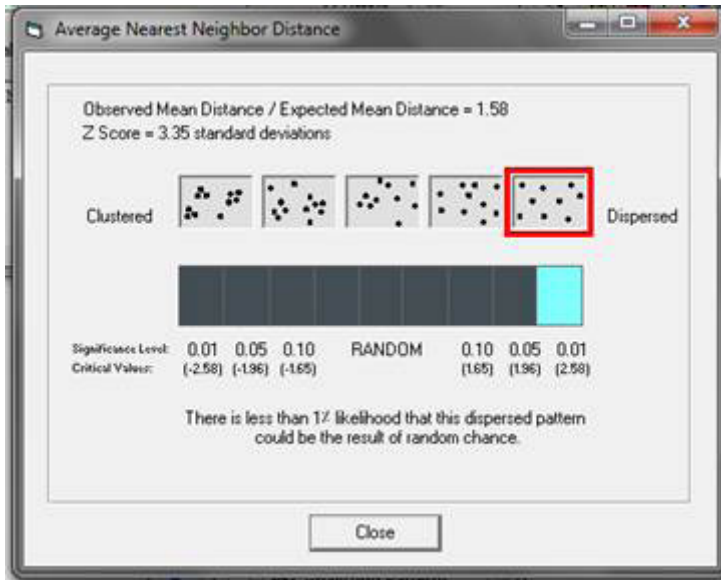 Average Nearest Neighbor Distance
Observed Mean Distance / Expected Mean Distance = 1.58
Z Score = 3.35 standard deviations
Clustered
Dispersed
Significance Level: 0.01 0.05 0.10 RANDOM 0.10 0.05 0.01
Critical Values: (-2.58) (-1.96) (-1.65) (1.65) (1.96) (2.58)
There is less than 1% likelihood that this dispersed pattern
could be the result of random chance.
Close